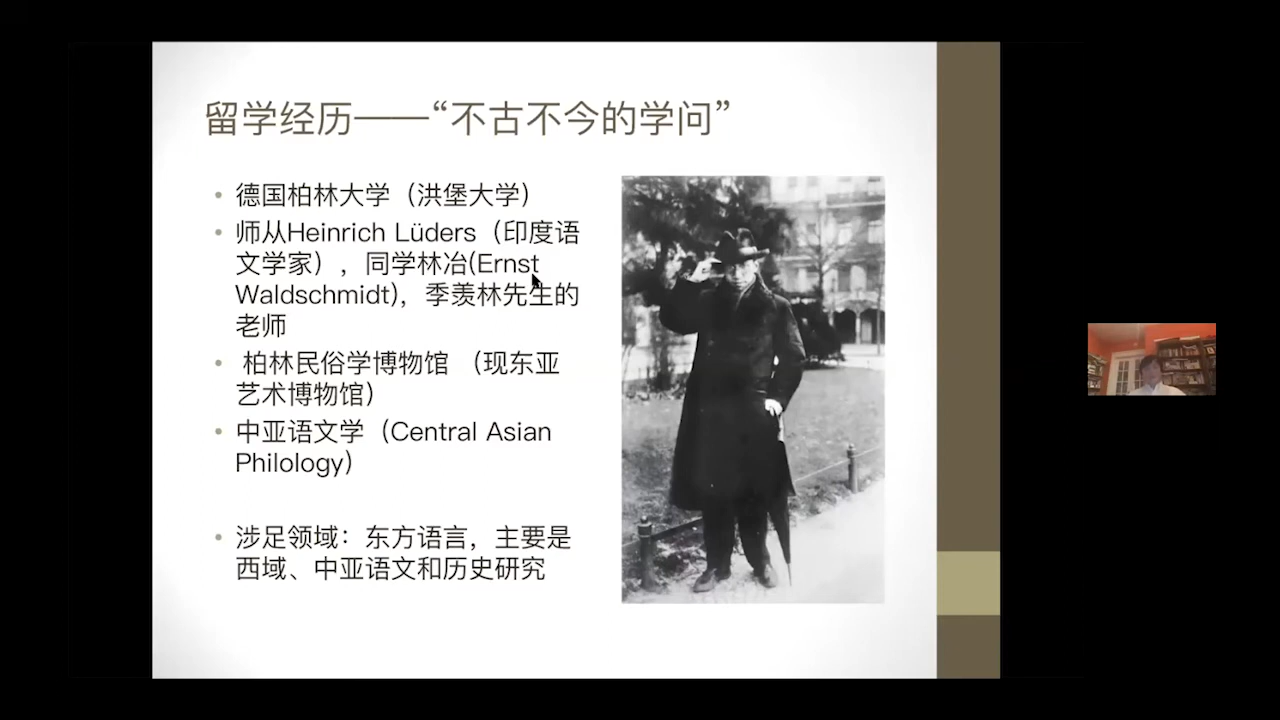 留学经历——“不古不今的学问”
• 德国柏林大学（洪堡大学）
• 师从Heinrich Lüders（印度语
文学家），同学林冶(Ernst
Waldschmidt)，季羡林先生的
老师
• 柏林民俗学博物馆 （现东亚
艺术博物馆）
• 中亚语文学（Central Asian
Philology）
• 涉足领域：东方语言，主要是
西域、中亚语文和历史研究